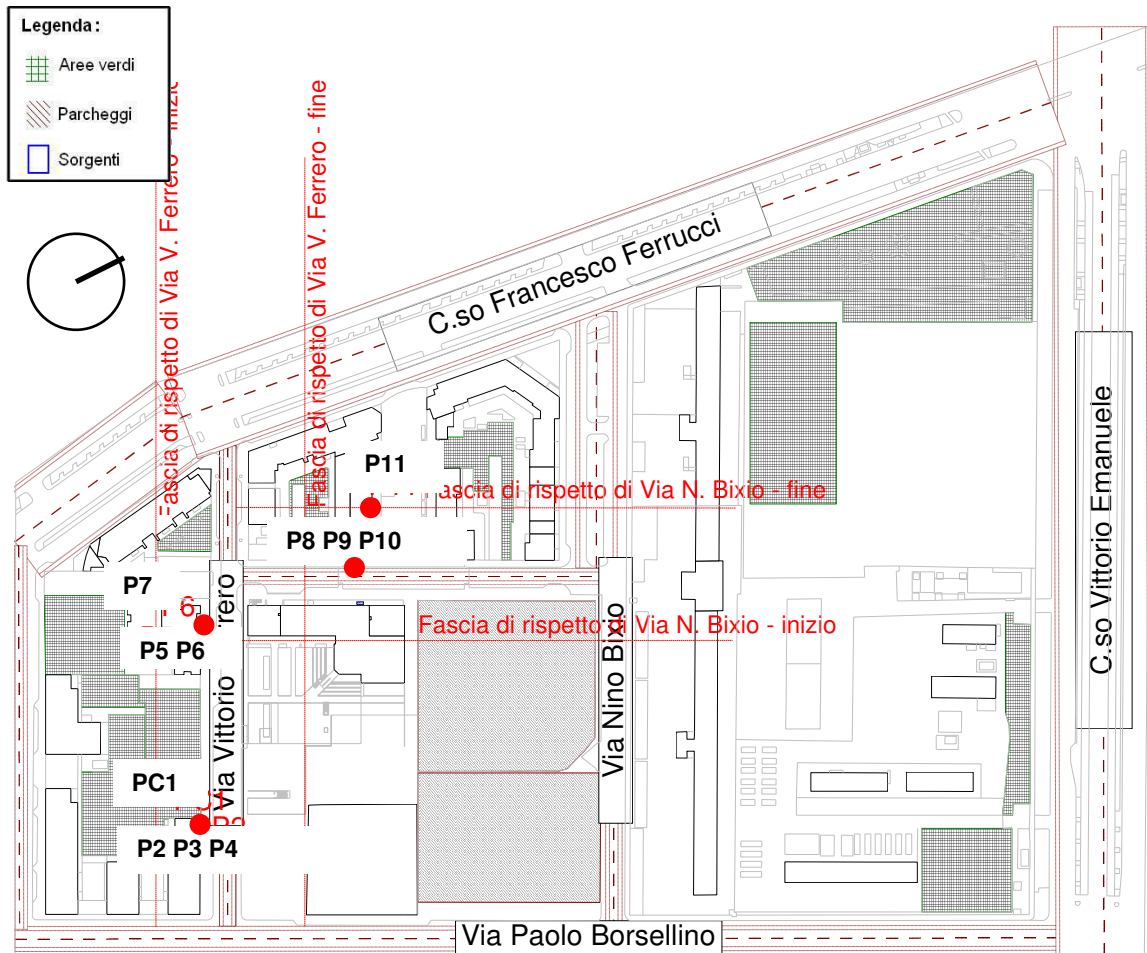 Legenda :
Aree verdi
Parcheggi
Sorgenti
Fascia di rispetto di Via V. Ferrero - inizio
Fascia di rispetto di Via V. Ferrero - fine
C.so Francesco Ferrucci
P11
ascia di rispetto di Via N. Bixio - fine
P8 P9 P10
P7
6
rero
Fascia di rispetto di Via N. Bixio - inizio
P5 P6
Via Vittorio
Via Nino Bixio
C.so Vittorio Emanuele
PC1
P2 P3 P4
Via Paolo Borsellino